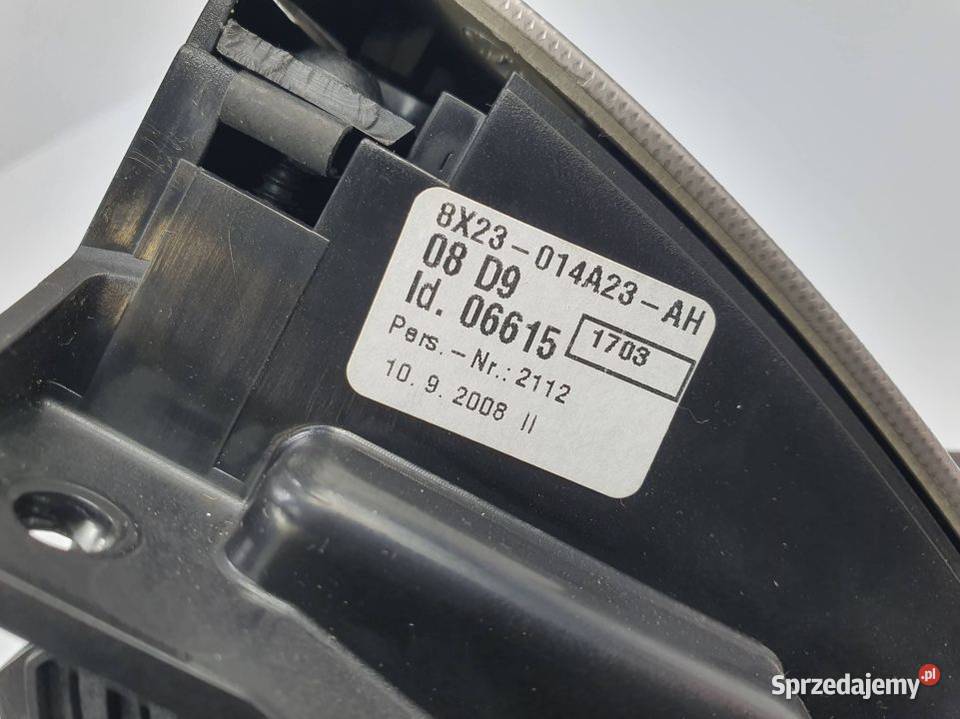 8X23-014A23-AH
08 D9
Id. 06615 1703
Pers.-Nr.: 2112
10. 9. 2008 II
Sprzedajemy.pl